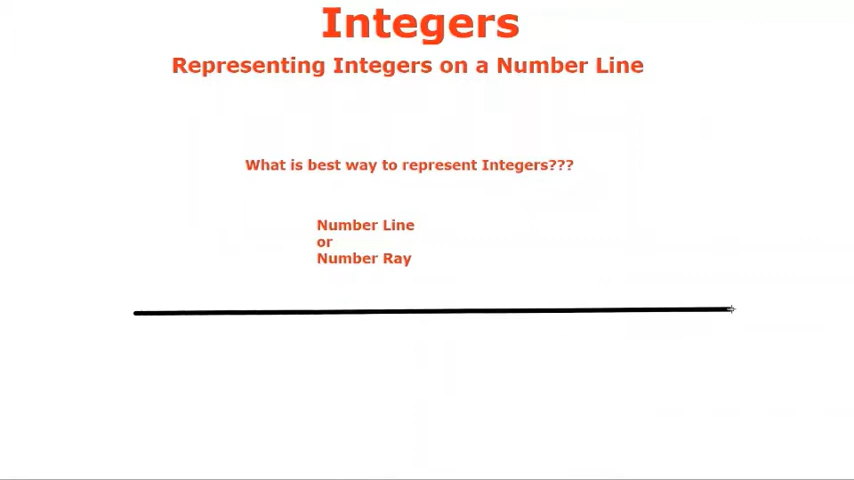 Integers
Representing Integers on a Number Line
What is best way to represent Integers???
Number Line
or
Number Ray